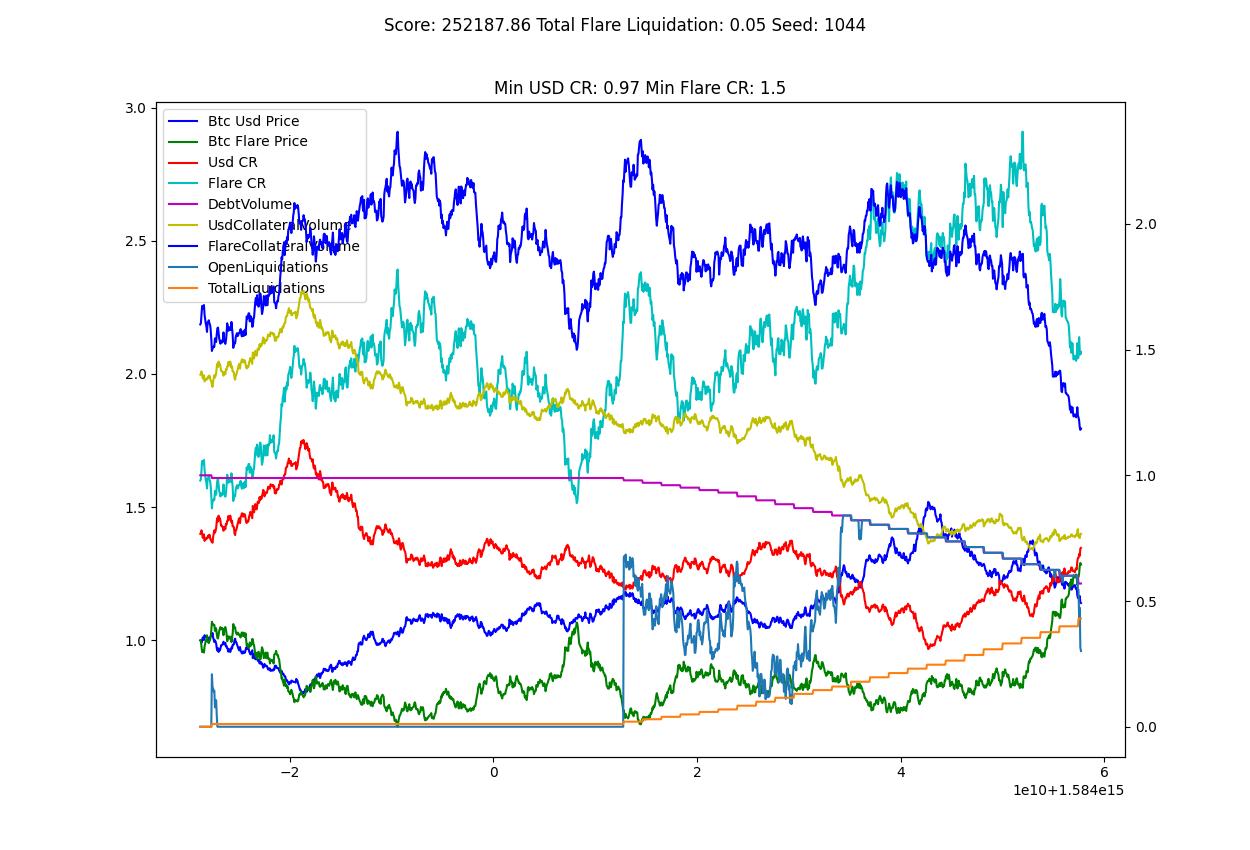 Score: 252187.86 Total Flare Liquidation: 0.05 Seed: 1044
Min USD CR: 0.97 Min Flare CR: 1.5
3.0
2.5
2.0
1.5
1.0
Btc Usd Price
Btc Flare Price
Usd CR
Flare CR
DebtVolume
UsdCollateralVolume
FlareCollateralVolume
OpenLiquidations
TotalLiquidations
2.0
1.5
1.0
0.5
0.0
−2 0 2 4 6
1e10+1.584e15